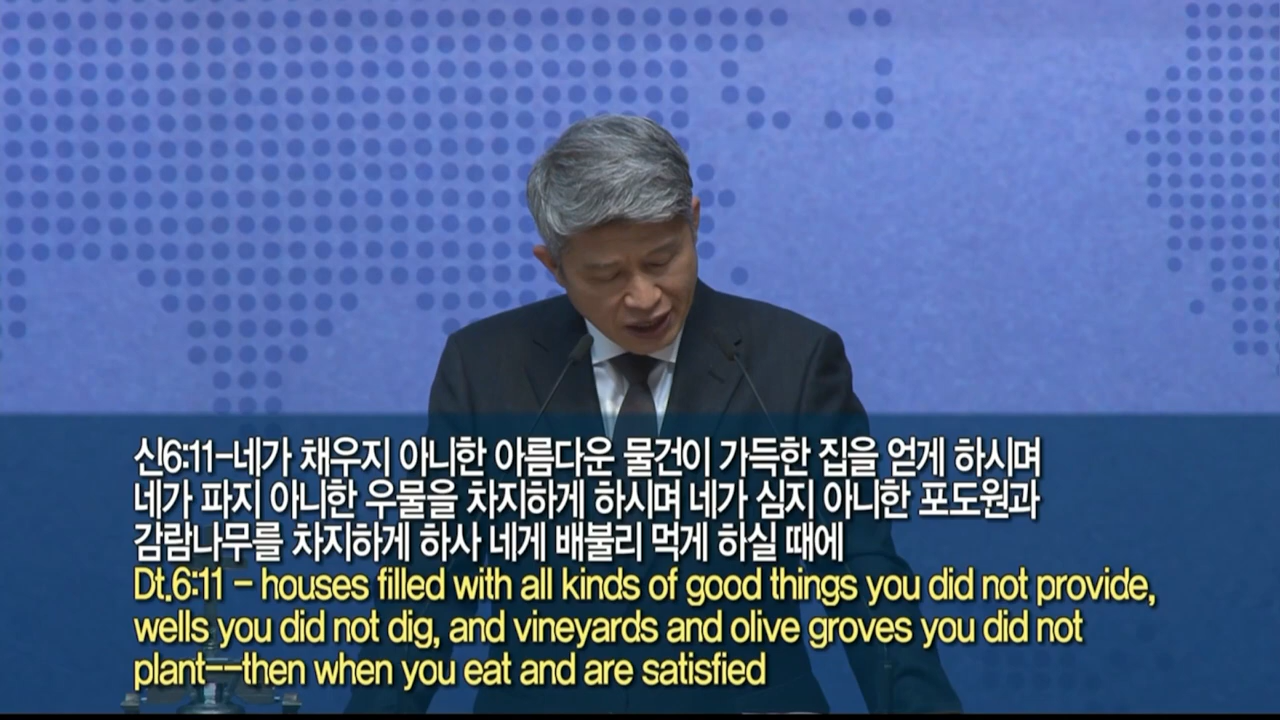 신6:11-네가 채우지 아니한 아름다운 물건이 가득한 집을 얻게 하시며
네가 파지 아니한 우물을 차지하게 하시며 네가 심지 아니한 포도원과
감람나무를 차지하게 하사 네게 배불리 먹게 하실 때에
Dt.6:11 - houses filled with all kinds of good things you did not provide,
wells you did not dig, and vineyards and olive groves you did not
plant--then when you eat and are satisfied